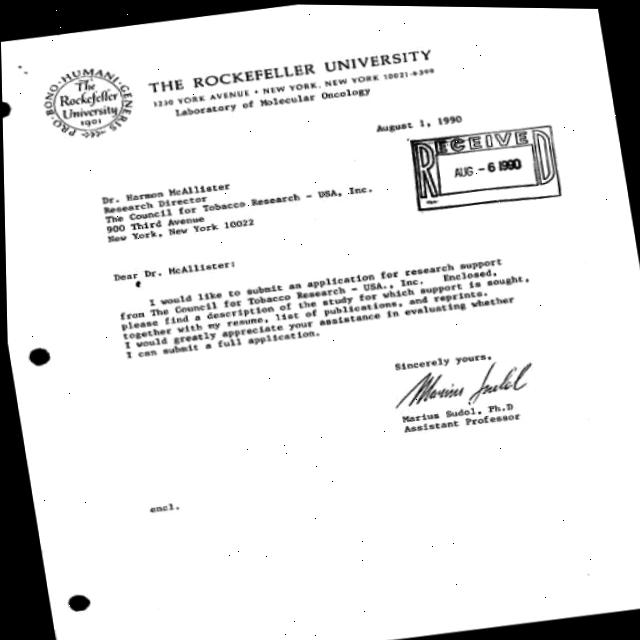 PRO·BONO·HUMANI·GENERIS
The
Rockefeller
University
1901
THE ROCKEFELLER UNIVERSITY
1230 YORK AVENUE • NEW YORK, NEW YORK 10021-6399
Laboratory of Molecular Oncology
August 1, 1990
RECEIVED
AUG. -6 1990
Dr. Harmon McAllister
Research Director
The Council for Tobacco Research - USA, Inc.
900 Third Avenue
New York, New York 10022
Dear Dr. McAllister:
I would like to submit an application for research support
from The Council for Tobacco Research - USA., Inc. Enclosed,
please find a description of the study for which support is sought,
together with my resume, list of publications, and reprints.
I would greatly appreciate your assistance in evaluating whether
I can submit a full application.
Sincerely yours,
Marius Sudol
Marius Sudol, Ph.D
Assistant Professor
encl.